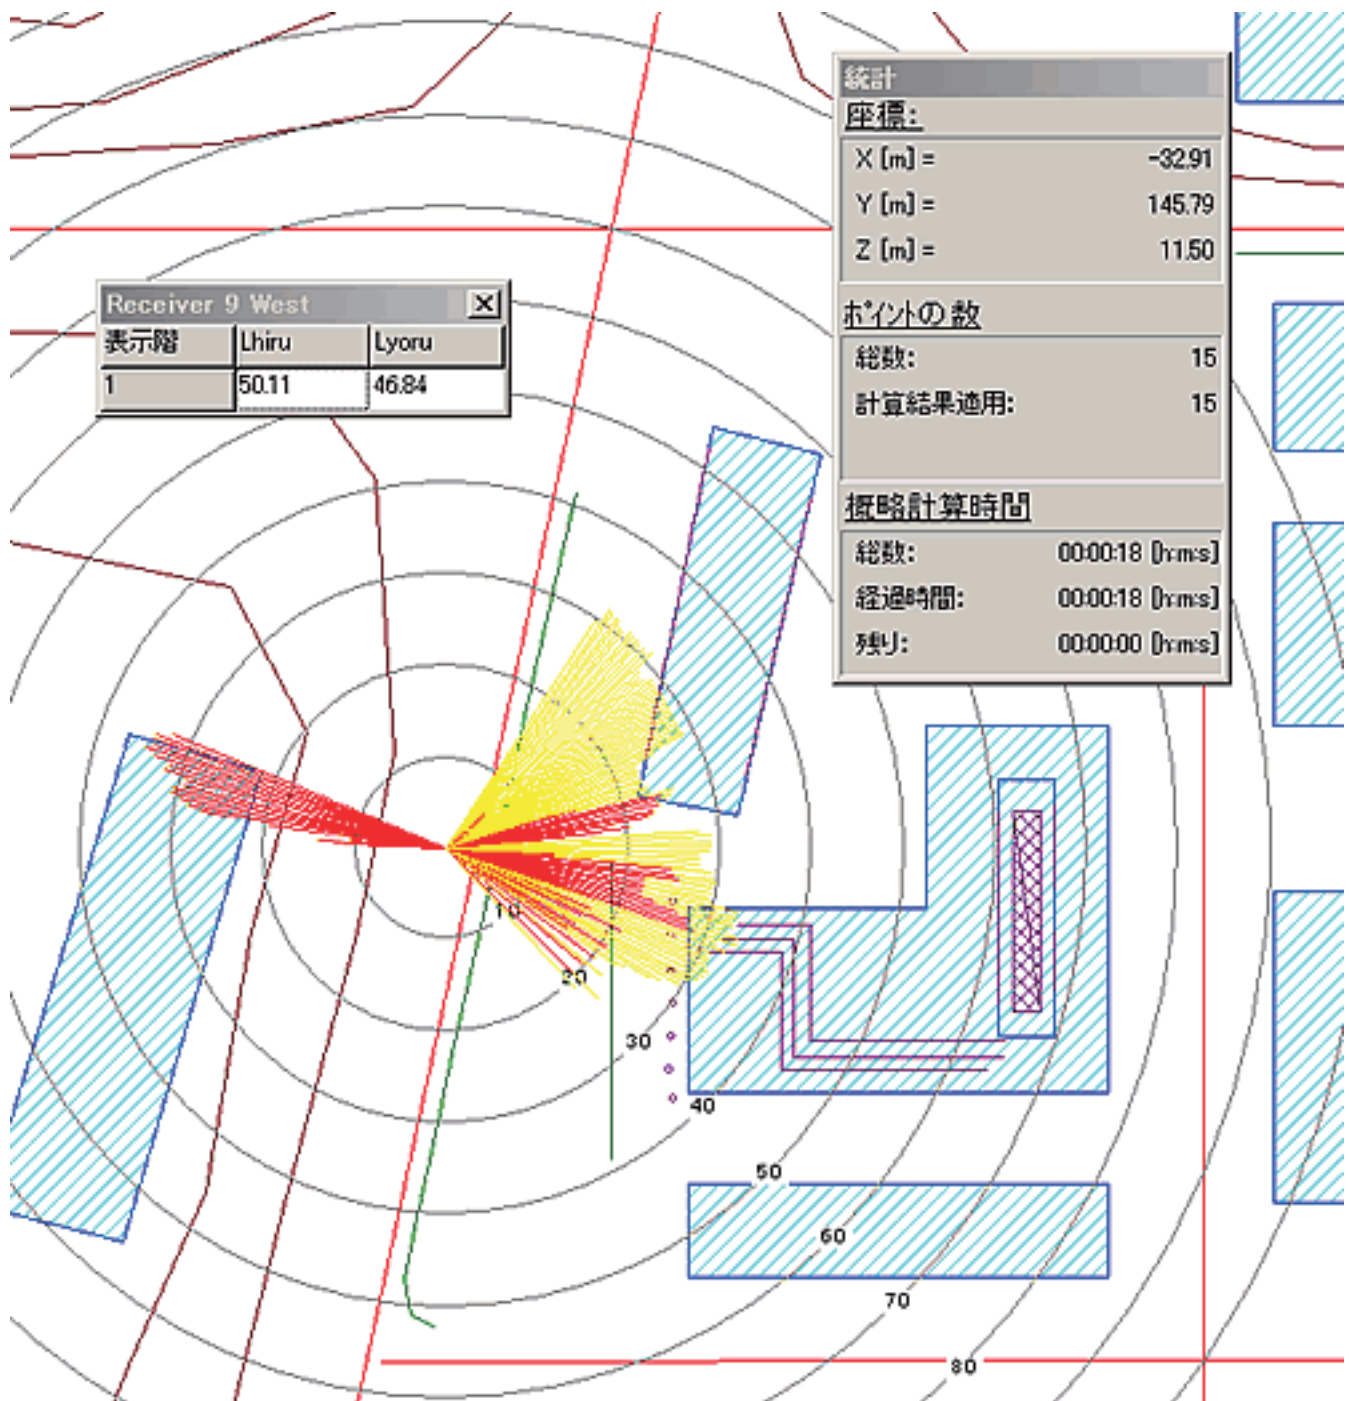 統計
座標:
X [m] = -32.91
Y [m] = 145.79
Z [m] = 11.50
Receiver 9 West
表示階 Lhiru Lyoru
1 50.11 46.84
ポイントの数
総数: 15
計算結果適用: 15
概略計算時間
総数: 00:00:18 [h:m:s]
経過時間: 00:00:18 [h:m:s]
残り: 00:00:00 [h:m:s]
10
20
30
40
50
60
70
80